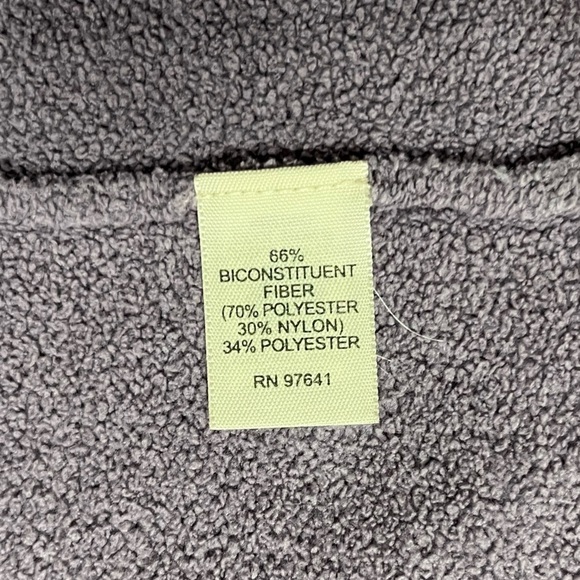 66%
BICONSTITUENT
FIBER
(70% POLYESTER
30% NYLON)
34% POLYESTER
RN 97641